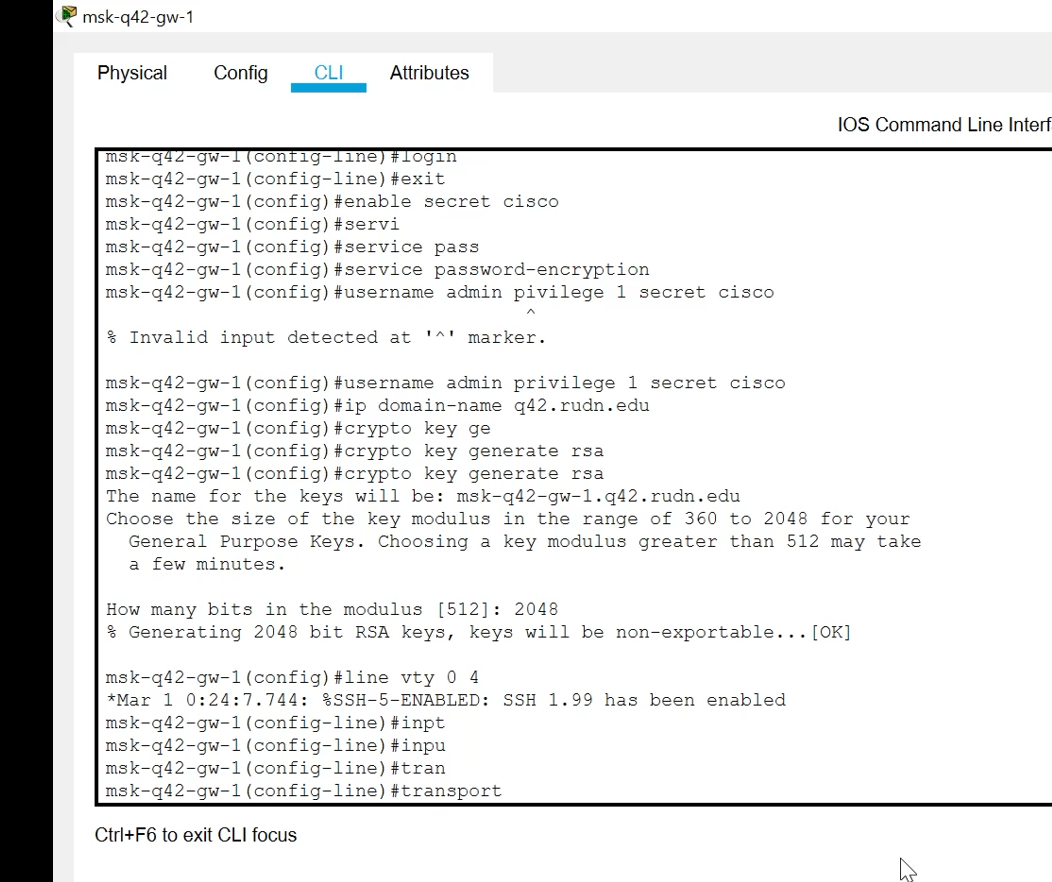 msk-q42-gw-1
Physical Config CLI Attributes
IOS Command Line Interf
msk-q42-gw-1(config-line)#login
msk-q42-gw-1(config-line)#exit
msk-q42-gw-1(config)#enable secret cisco
msk-q42-gw-1(config)#servi
msk-q42-gw-1(config)#service pass
msk-q42-gw-1(config)#service password-encryption
msk-q42-gw-1(config)#username admin pivilege 1 secret cisco
^
% Invalid input detected at '^' marker.
msk-q42-gw-1(config)#username admin privilege 1 secret cisco
msk-q42-gw-1(config)#ip domain-name q42.rudn.edu
msk-q42-gw-1(config)#crypto key ge
msk-q42-gw-1(config)#crypto key generate rsa
msk-q42-gw-1(config)#crypto key generate rsa
The name for the keys will be: msk-q42-gw-1.q42.rudn.edu
Choose the size of the key modulus in the range of 360 to 2048 for your
General Purpose Keys. Choosing a key modulus greater than 512 may take
a few minutes.
How many bits in the modulus [512]: 2048
% Generating 2048 bit RSA keys, keys will be non-exportable...[OK]
msk-q42-gw-1(config)#line vty 0 4
*Mar 1 0:24:7.744: %SSH-5-ENABLED: SSH 1.99 has been enabled
msk-q42-gw-1(config-line)#inpt
msk-q42-gw-1(config-line)#inpu
msk-q42-gw-1(config-line)#tran
msk-q42-gw-1(config-line)#transport
Ctrl+F6 to exit CLI focus